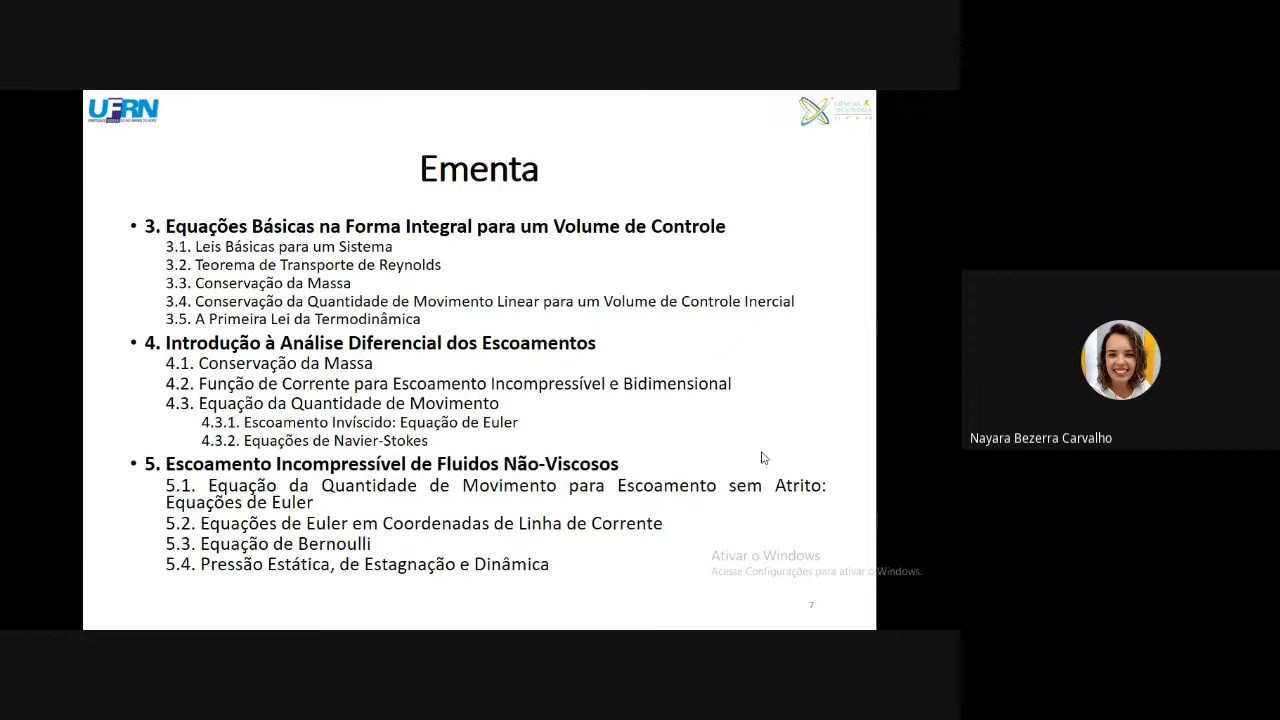 UFRN
CIÊNCIAS &
TECNOLOGIA
Ementa
• 3. Equações Básicas na Forma Integral para um Volume de Controle
3.1. Leis Básicas para um Sistema
3.2. Teorema de Transporte de Reynolds
3.3. Conservação da Massa
3.4. Conservação da Quantidade de Movimento Linear para um Volume de Controle Inercial
3.5. A Primeira Lei da Termodinâmica
• 4. Introdução à Análise Diferencial dos Escoamentos
4.1. Conservação da Massa
4.2. Função de Corrente para Escoamento Incompressível e Bidimensional
4.3. Equação da Quantidade de Movimento
4.3.1. Escoamento Invíscido: Equação de Euler
4.3.2. Equações de Navier-Stokes
• 5. Escoamento Incompressível de Fluidos Não-Viscosos
5.1. Equação da Quantidade de Movimento para Escoamento sem Atrito:
Equações de Euler
5.2. Equações de Euler em Coordenadas de Linha de Corrente
5.3. Equação de Bernoulli
5.4. Pressão Estática, de Estagnação e Dinâmica
Ativar o Windows
Acesse Configurações para ativar o Windows.
7
Nayara Bezerra Carvalho